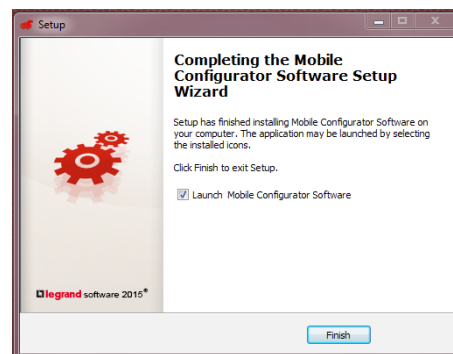 Setup
Completing the Mobile
Configurator Software Setup
Wizard
Setup has finished installing Mobile Configurator Software on
your computer. The application may be launched by selecting
the installed icons.
Click Finish to exit Setup.
Launch Mobile Configurator Software
legrand software 2015®
Finish